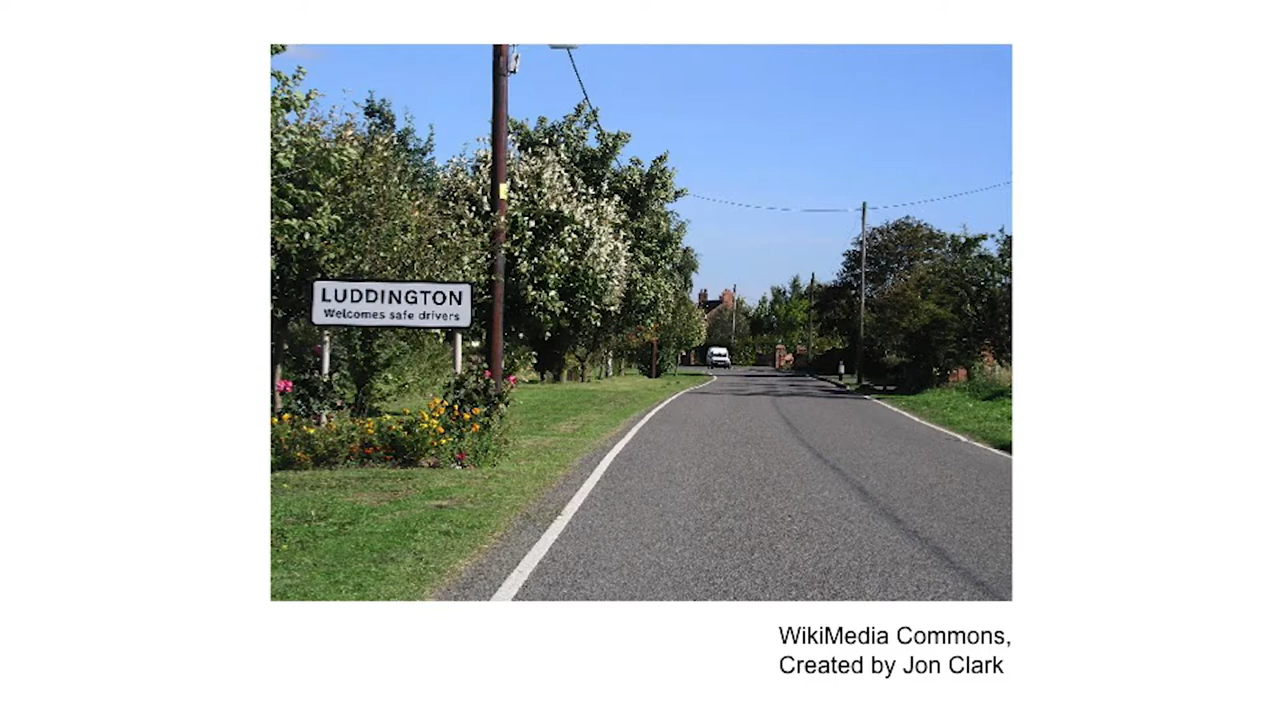 LUDDINGTON
Welcomes safe drivers
WikiMedia Commons,
Created by Jon Clark